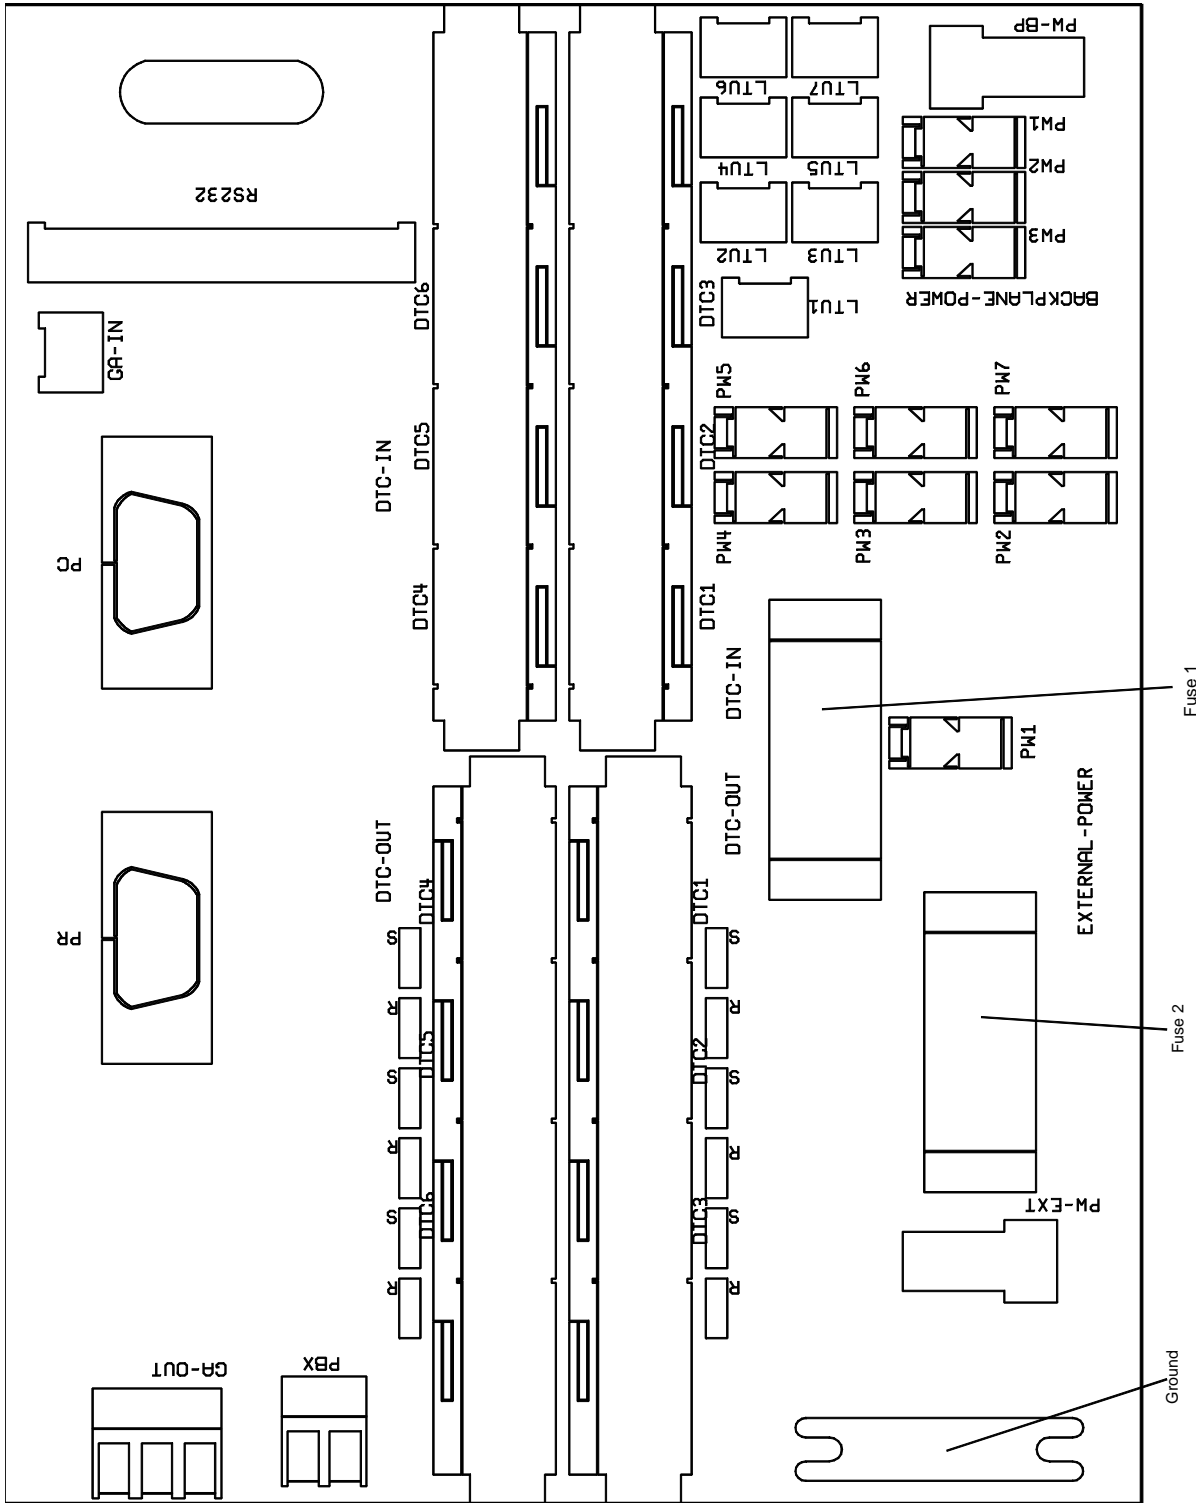 PW-BP
LTU6
LTU7
PW1
LTU4
LTU5
PW2
RS232
LTU2
LTU3
PW3
DTC6
DTC3
LTU1
BACKPLANE-POWER
GA-IN
PW5
PW6
PW7
DTC5
DTC-IN
DTC2
PC
PW4
PW3
PW2
DTC4
DTC1
DTC-IN
Fuse 1
PW1
DTC-OUT
DTC-OUT
EXTERNAL-POWER
DTC4
DTC1
PR
S
S
R
R
Fuse 2
DTC5
DTC2
S
S
R
R
DTC6
DTC3
S
S
PW-EXT
R
R
GA-OUT
PBX
Ground